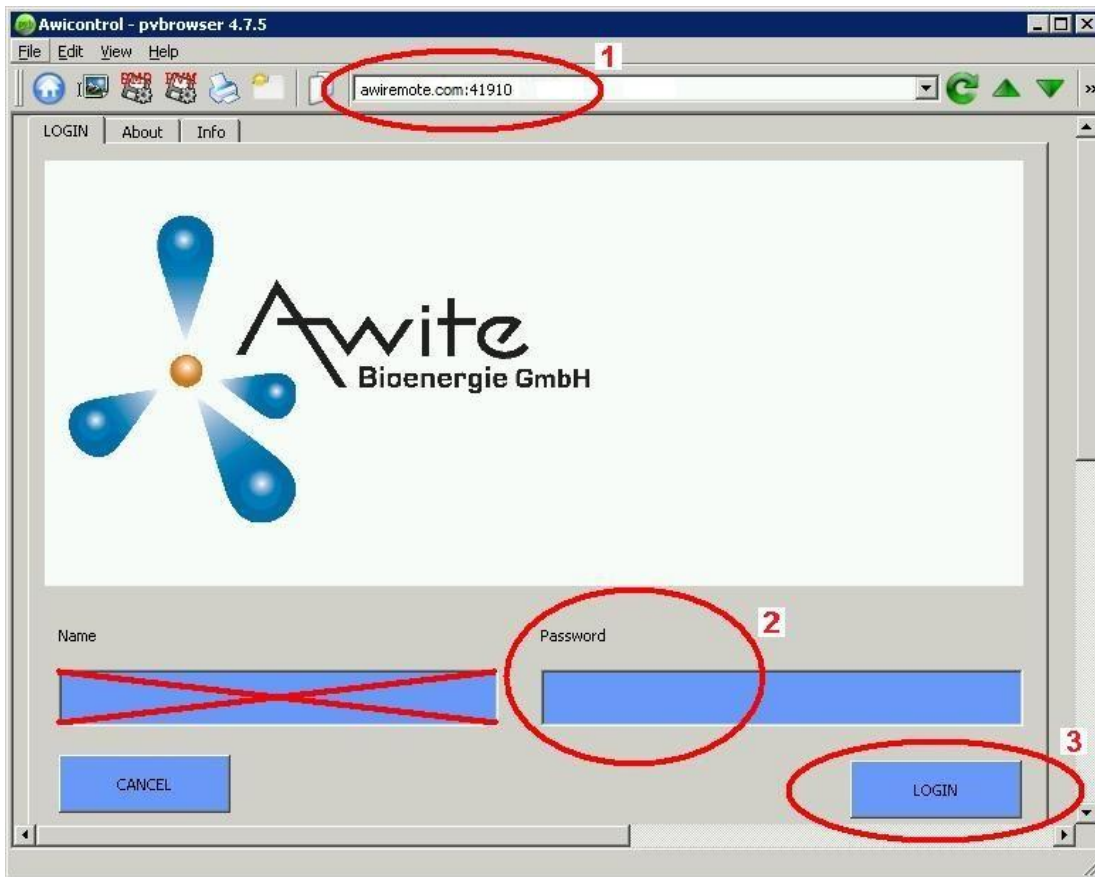 Awicontrol - pvbrowser 4.7.5
File Edit View Help
1
awiremote.com:41910
LOGIN About Info
Awite
Bioenergie GmbH
2
Name Password
3
CANCEL LOGIN